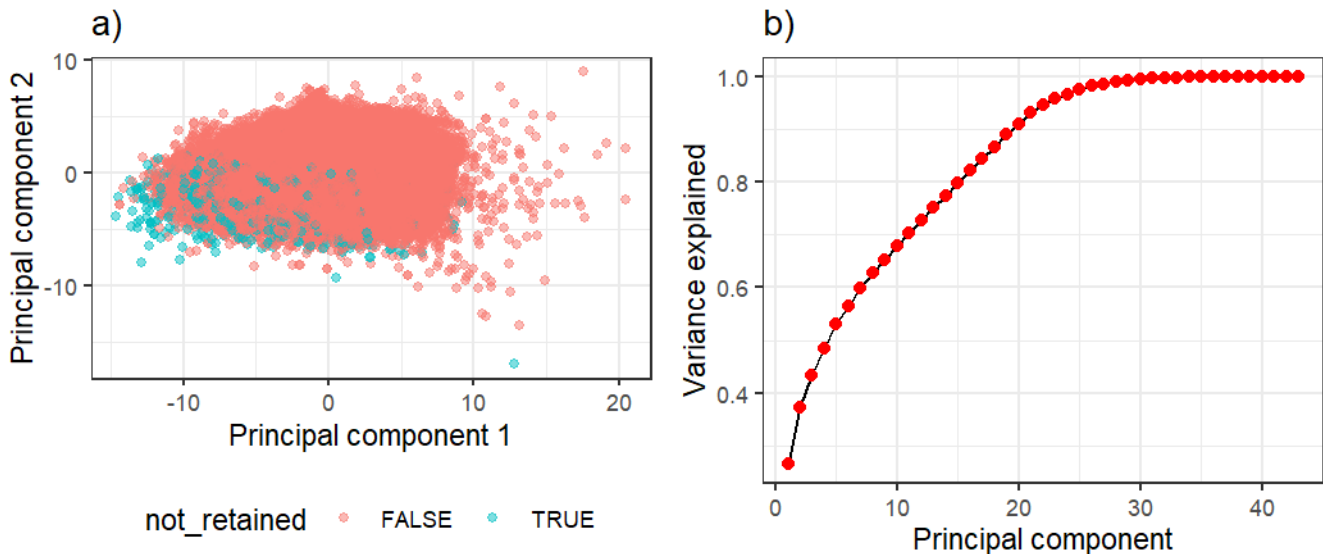 a)
Principal component 2
10
0
-10
-10
0
10
20
Principal component 1
not_retained FALSE TRUE
b)
Variance explained
1.0
0.8
0.6
0.4
0
10
20
30
40
Principal component